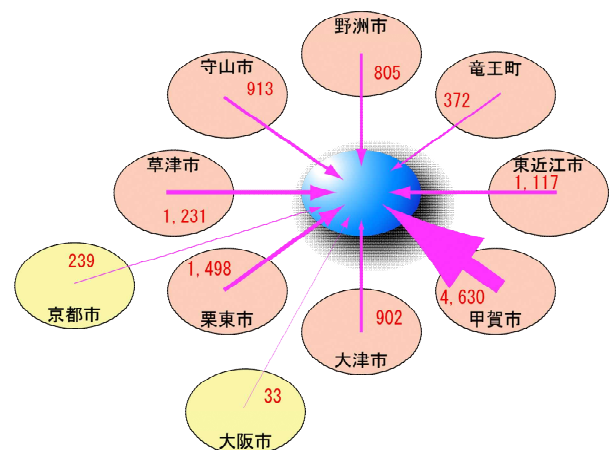 野洲市
805
守山市
913
竜王町
372
草津市
1,231
東近江市
1,117
239
京都市
1,498
栗東市
902
大津市
4,630
甲賀市
33
大阪市